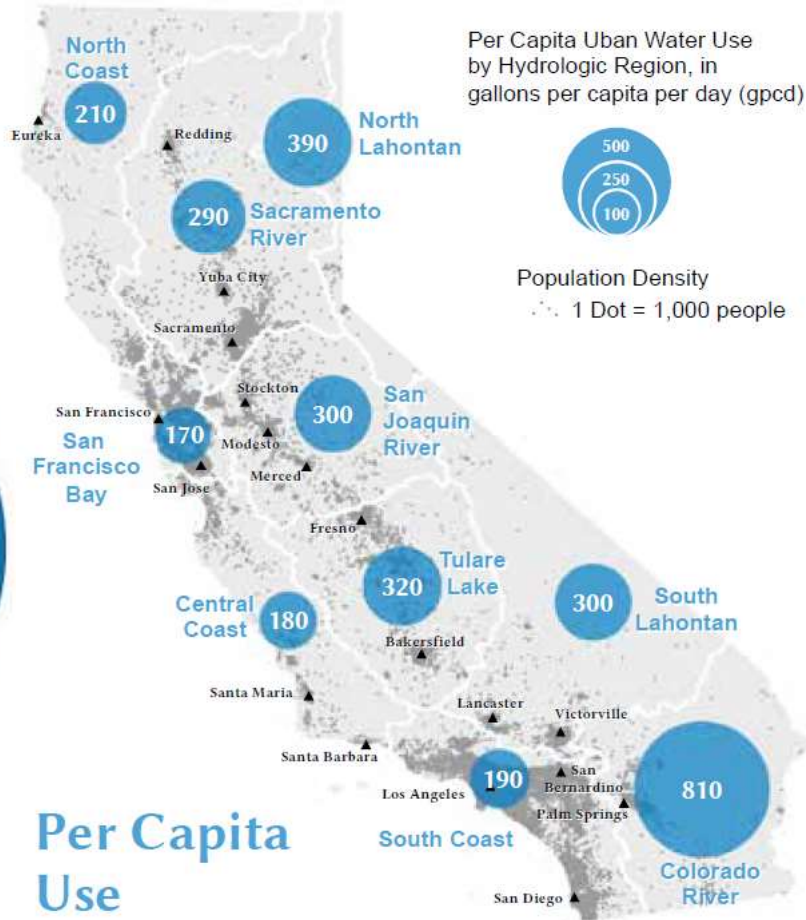 North
Coast
210
Eureka
Redding
390
North
Lahontan
290
Sacramento
River
Yuba City
Sacramento
Per Capita Uban Water Use
by Hydrologic Region, in
gallons per capita per day (gpcd)
500
250
100
Population Density
1 Dot = 1,000 people
San Francisco
170
San
Francisco
Bay
San Jose
Stockton
Modesto
Merced
300
San
Joaquin
River
Fresno
320
Tulare
Lake
Bakersfield
Central
Coast
180
300
South
Lahontan
Santa Maria
Santa Barbara
Lancaster
Victorville
Los Angeles
190
South Coast
San
Bernardino
Palm Springs
810
Colorado
River
San Diego
Per Capita
Use